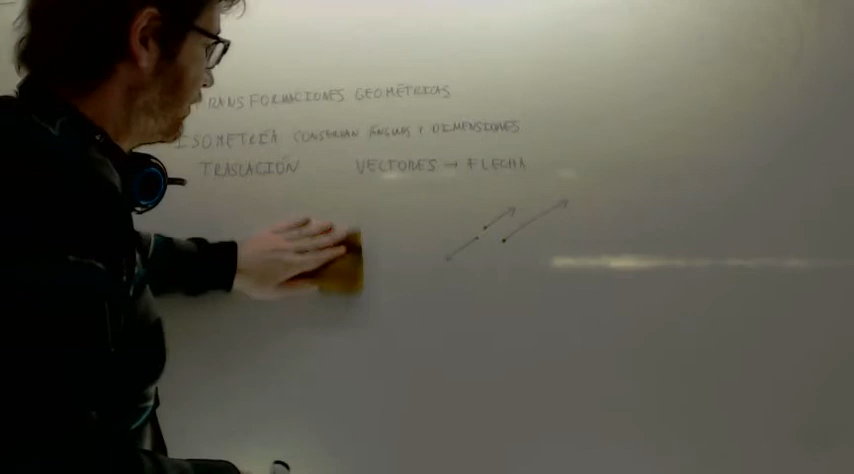 TRANSFORMACIONES GEOMÉTRICAS
ISOMETRÍA CONSERVAN ÁNGULOS Y DIMENSIONES
TRASLACIÓN VECTORES → FLECHA